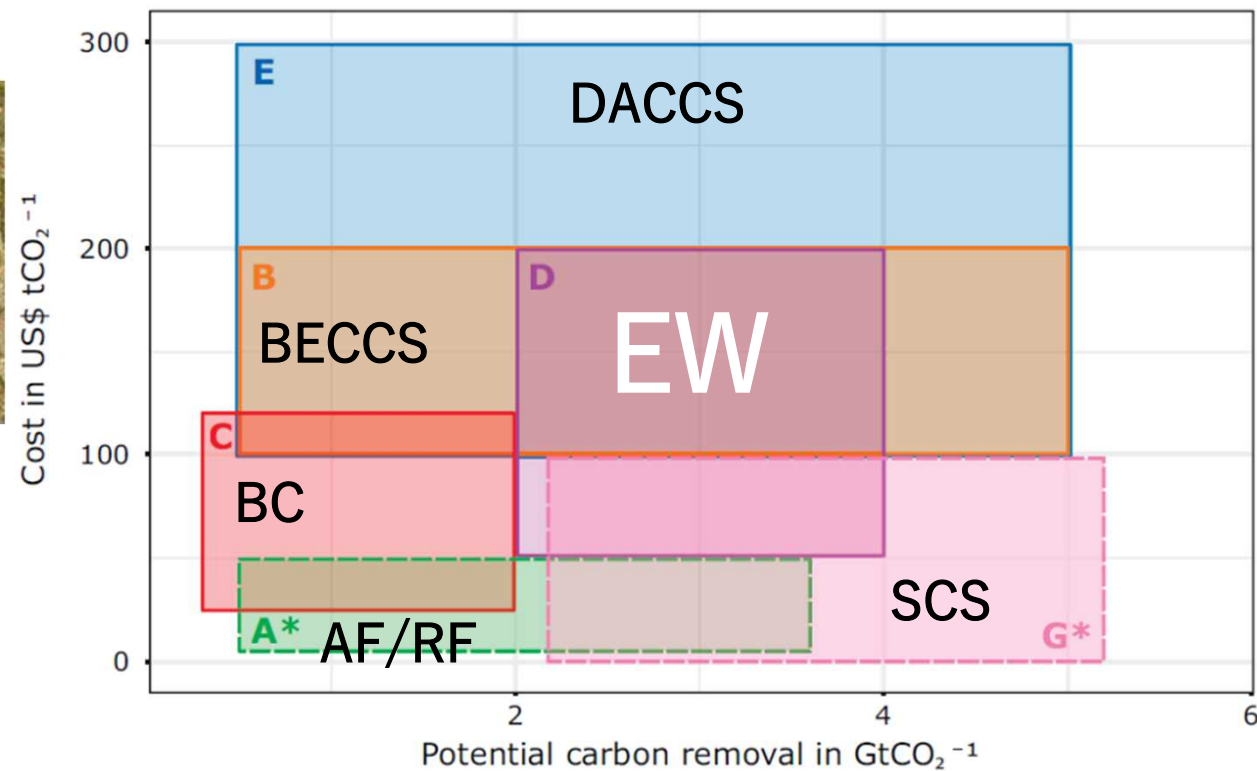 300
E
DACCS
200
B
D
BECCS
EW
100
C
BC
SCS
A*
AF/RF
G*
0
2
4
6
Cost in US$ tCO₂⁻¹
Potential carbon removal in GtCO₂⁻¹